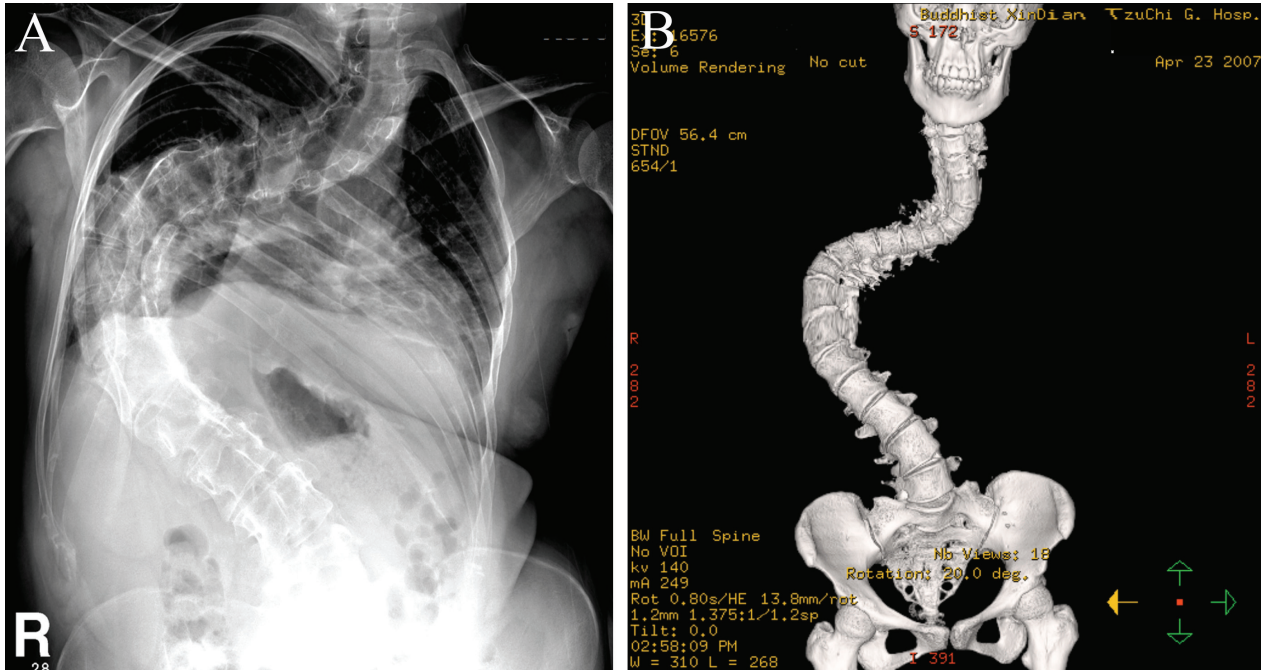 A
R
28
B
3D
Ex: 16576
Se: 6
Volume Rendering
No cut
Buddhist XinDian TzuChi G. Hosp.
S 172
Apr 23 2007
DFOV 56.4 cm
STND
654/1
R
2
8
2
L
2
8
2
BW Full Spine
No VOI
kv 140
mA 249
Rot 0.80s/HE 13.8mm/rot
1.2mm 1.375:1/1.2sp
Tilt: 0.0
02:58:09 PM
W = 310 L = 268
Nb Views: 18
Rotation: 20.0 deg.
I 391